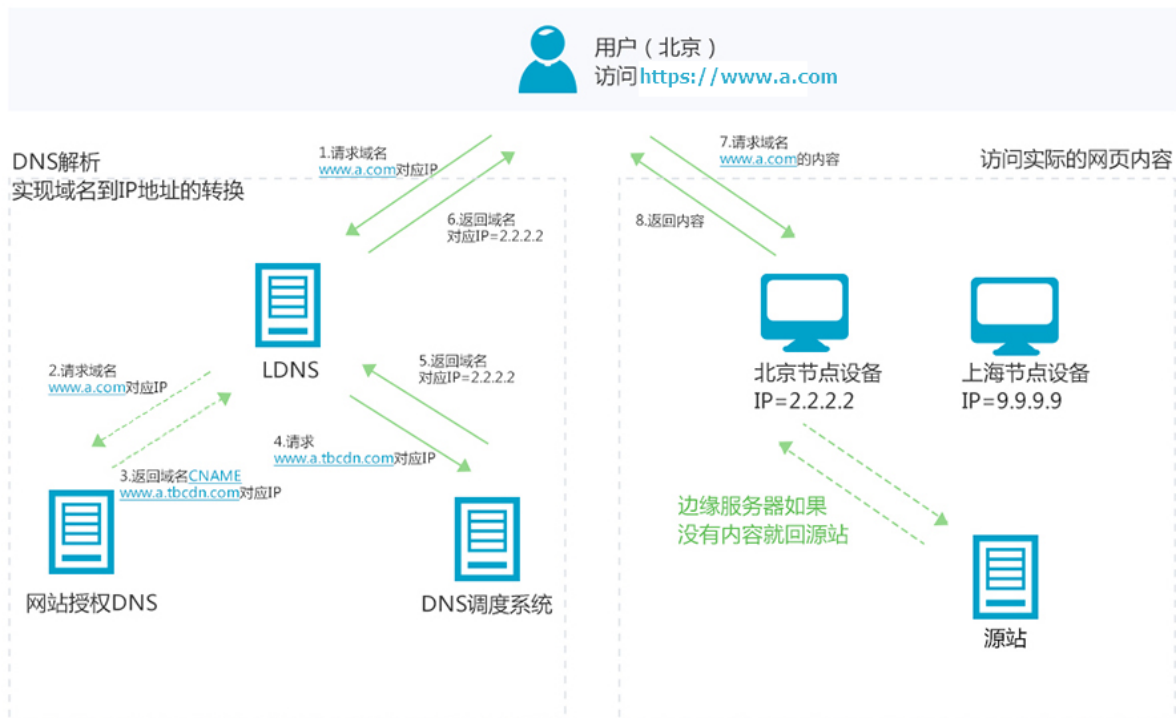 用户（北京）
访问https://www.a.com
DNS解析
实现域名到IP地址的转换
1.请求域名
www.a.com对应IP
6.返回域名
对应IP=2.2.2.2
LDNS
2.请求域名
www.a.com对应IP
3.返回域名CNAME
www.a.tbcdn.com对应IP
5.返回域名
对应IP=2.2.2.2
4.请求
www.a.tbcdn.com对应IP
网站授权DNS
DNS调度系统
访问实际的网页内容
7.请求域名
www.a.com的内容
8.返回内容
北京节点设备
IP=2.2.2.2
上海节点设备
IP=9.9.9.9
边缘服务器如果
没有内容就回源站
源站